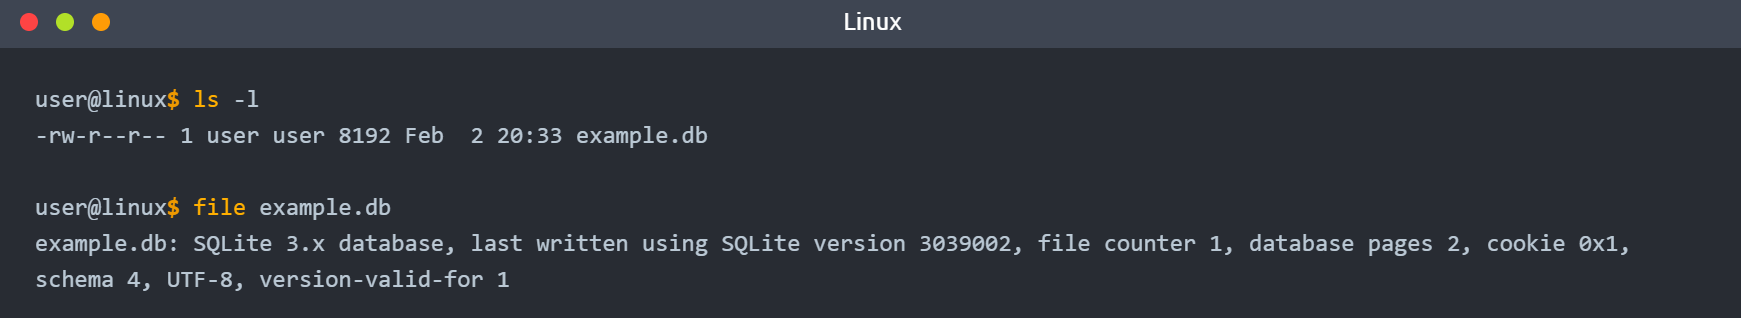 Linux
user@linux$ ls -l
-rw-r--r-- 1 user user 8192 Feb  2 20:33 example.db
user@linux$ file example.db
example.db: SQLite 3.x database, last written using SQLite version 3039002, file counter 1, database pages 2, cookie 0x1,
schema 4, UTF-8, version-valid-for 1